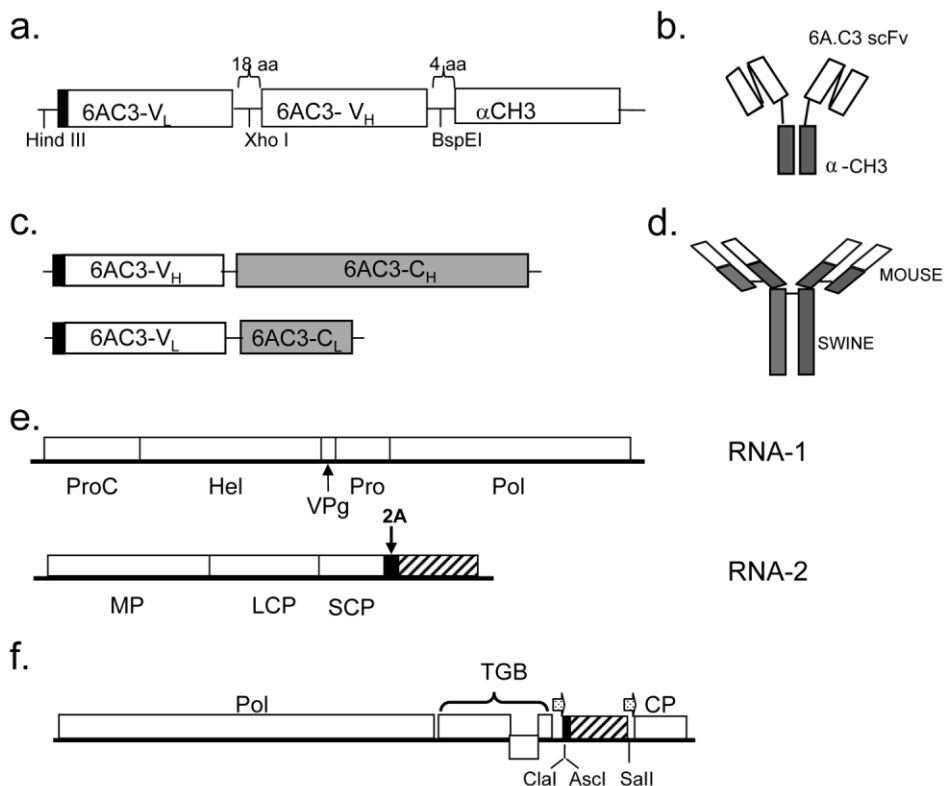 a.
18 aa
4 aa
6AC3-VL
6AC3- VH
αCH3
Hind III
Xho I
BspEI
b.
6A.C3 scFv
α -CH3
c.
6AC3-VH
6AC3-CH
6AC3-VL
6AC3-CL
d.
MOUSE
SWINE
e.
RNA-1
ProC
Hel
VPg
Pro
Pol
2A
RNA-2
MP
LCP
SCP
f.
TGB
Pol
CP
ClaI
AscI
SalI